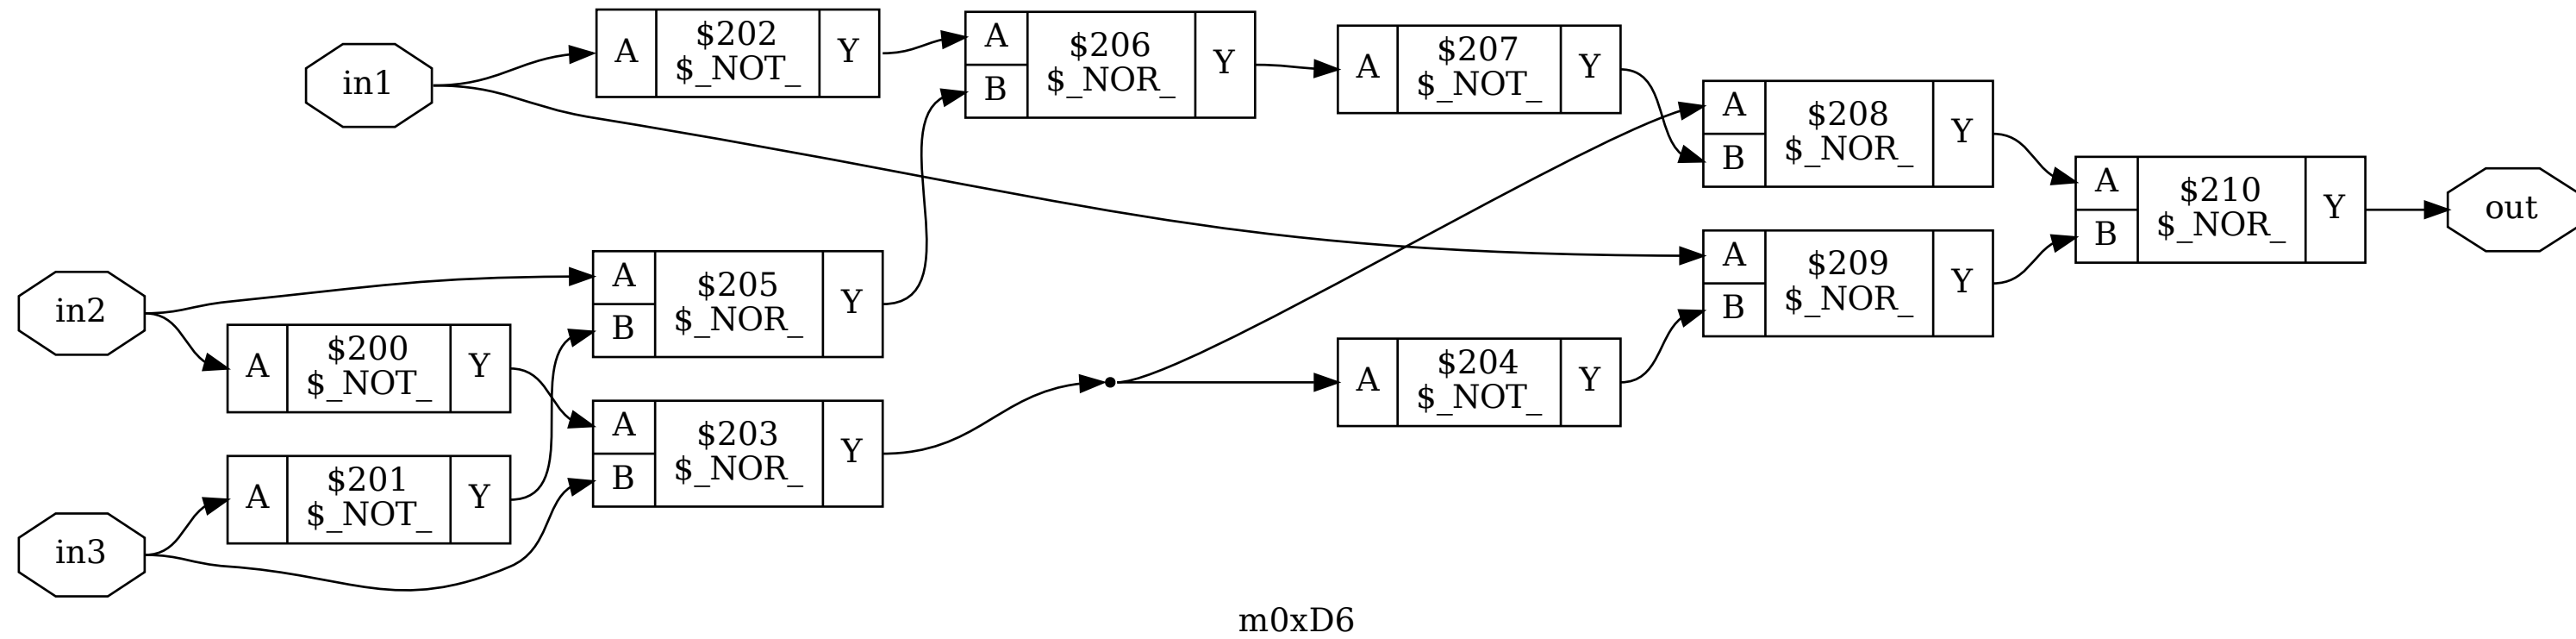 in1
A $202 $_NOT_ Y
A B $206 $_NOR_ Y
A $207 $_NOT_ Y
A B $208 $_NOR_ Y
A B $210 $_NOR_ Y
out
in2
A B $205 $_NOR_ Y
A B $209 $_NOR_ Y
A $200 $_NOT_ Y
A $204 $_NOT_ Y
A B $203 $_NOR_ Y
in3
A $201 $_NOT_ Y
m0xD6